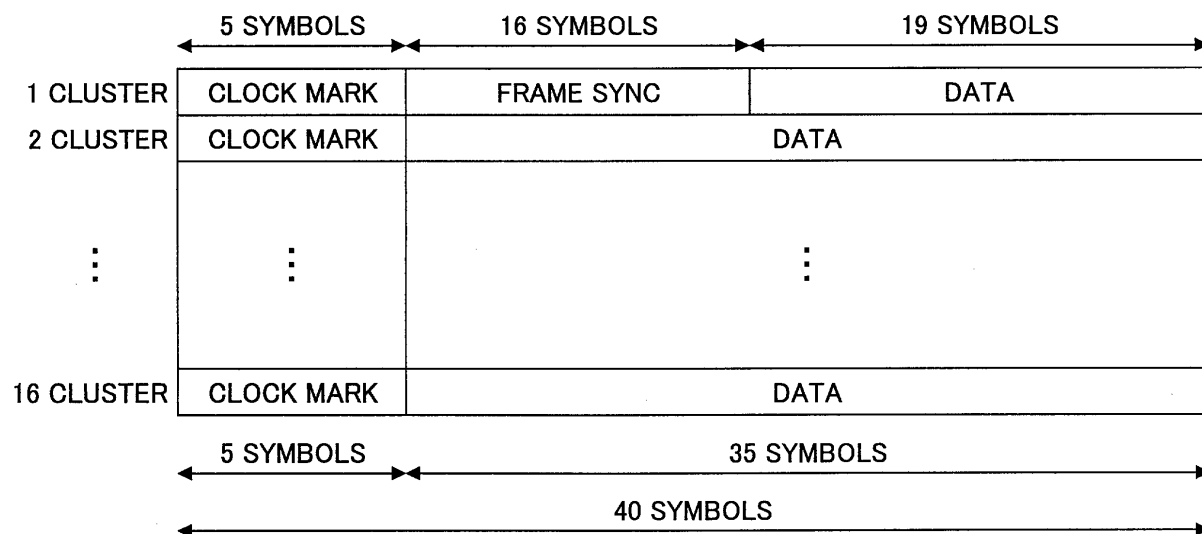 5 SYMBOLS 16 SYMBOLS 19 SYMBOLS
1 CLUSTER CLOCK MARK FRAME SYNC DATA
2 CLUSTER CLOCK MARK DATA
⋮ ⋮ ⋮
16 CLUSTER CLOCK MARK DATA
5 SYMBOLS 35 SYMBOLS
40 SYMBOLS